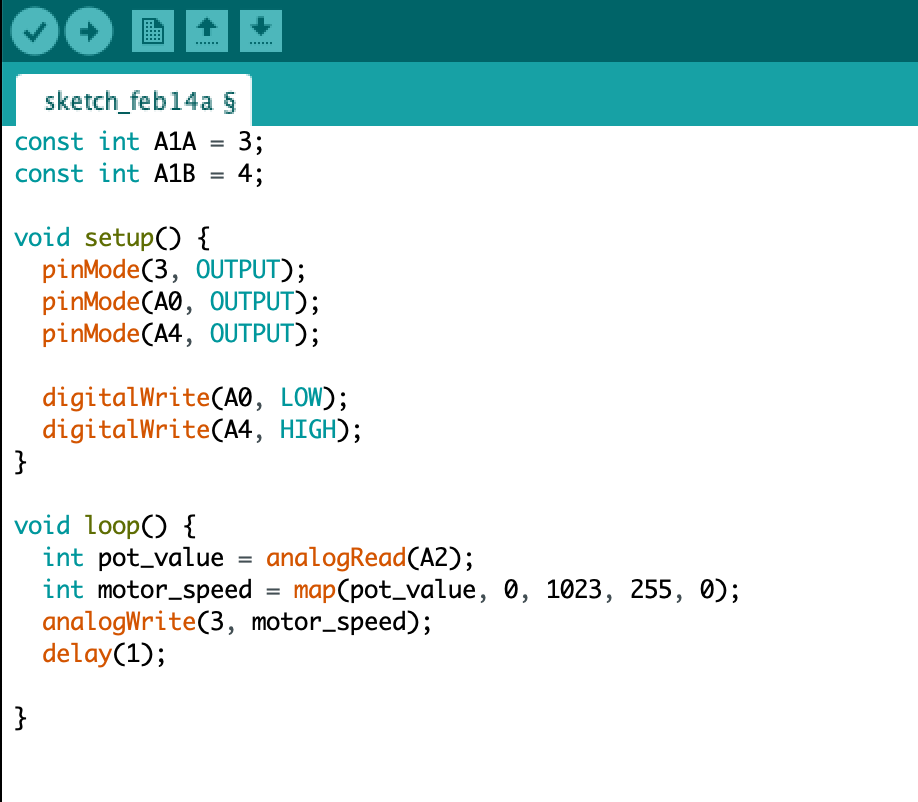 sketch_feb14a §
const int A1A = 3;
const int A1B = 4;
void setup() {
  pinMode(3, OUTPUT);
  pinMode(A0, OUTPUT);
  pinMode(A4, OUTPUT);
  digitalWrite(A0, LOW);
  digitalWrite(A4, HIGH);
}
void loop() {
  int pot_value = analogRead(A2);
  int motor_speed = map(pot_value, 0, 1023, 255, 0);
  analogWrite(3, motor_speed);
  delay(1);
}